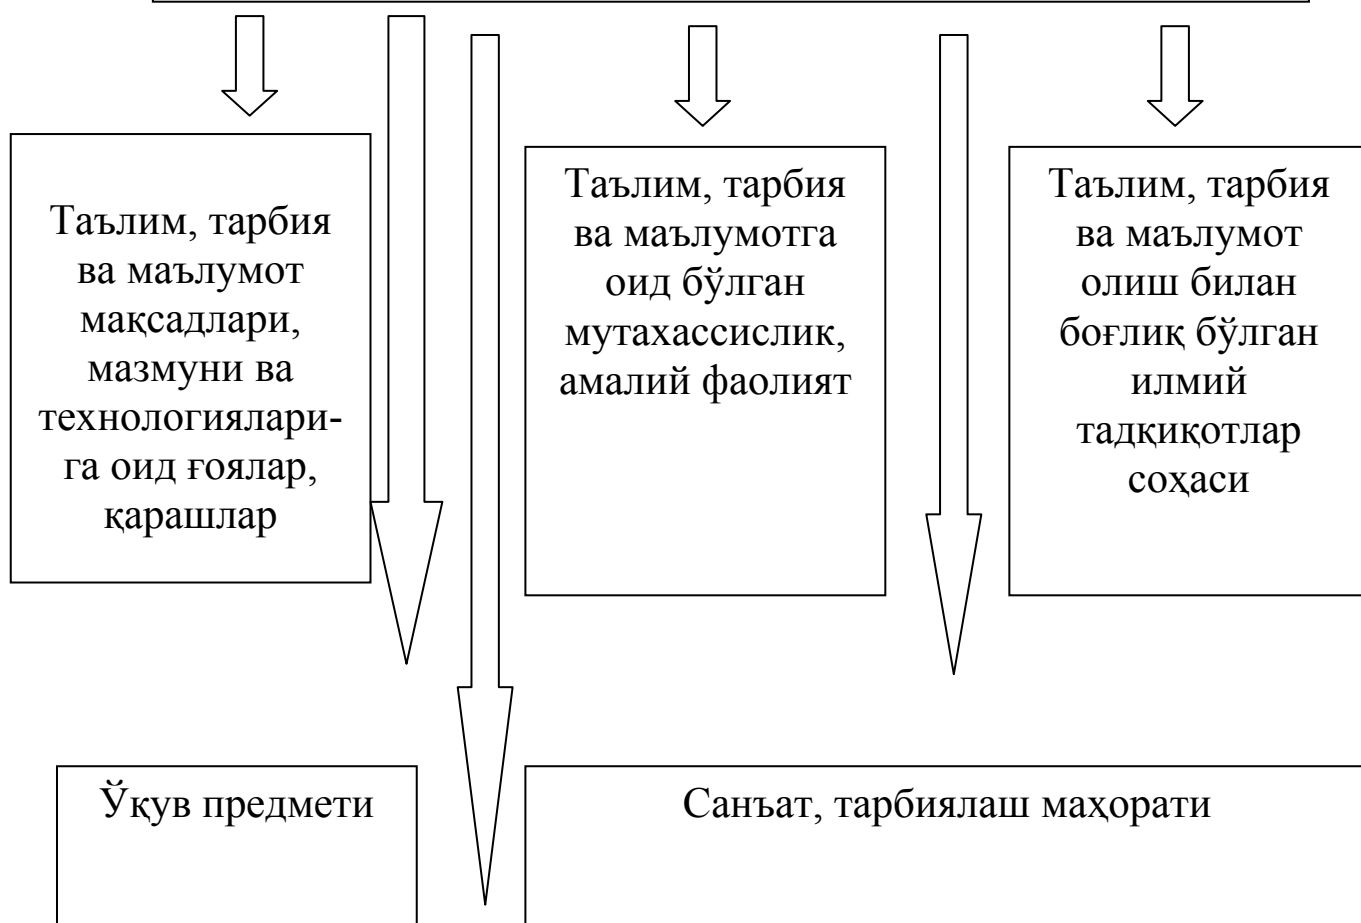 Таълим, тарбия
ва маълумот
мақсадлари,
мазмуни ва
технологиялари-
га оид ғоялар,
қарашлар
Таълим, тарбия
ва маълумотга
оид бўлган
мутахассислик,
амалий фаолият
Таълим, тарбия
ва маълумот
олиш билан
боғлиқ бўлган
илмий
тадқиқотлар
соҳаси
Ўқув предмети
Санъат, тарбиялаш маҳорати